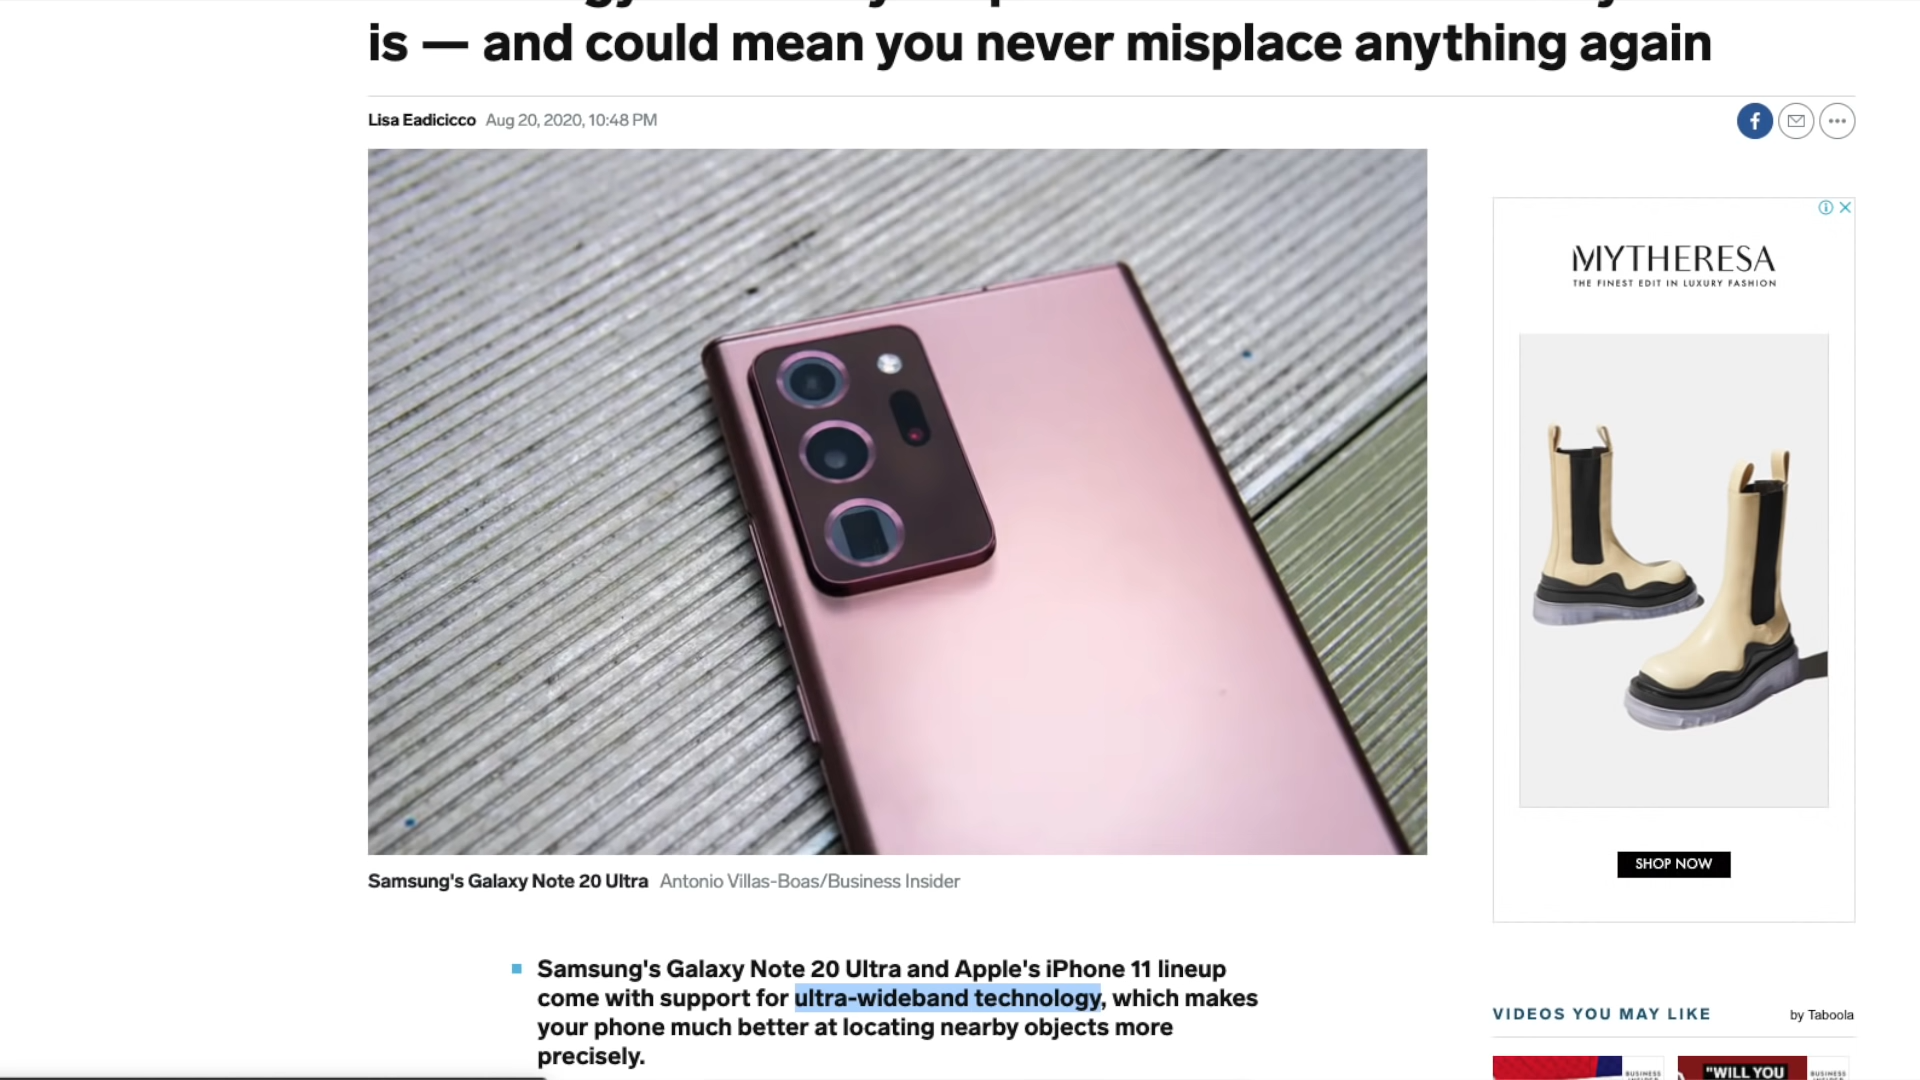 is — and could mean you never misplace anything again
Lisa Eadicicco Aug 20, 2020, 10:48 PM
MYTHERESA
THE FINEST EDIT IN LUXURY FASHION
SHOP NOW
Samsung's Galaxy Note 20 Ultra Antonio Villas-Boas/Business Insider
Samsung's Galaxy Note 20 Ultra and Apple's iPhone 11 lineup
come with support for ultra-wideband technology, which makes
your phone much better at locating nearby objects more
precisely.
VIDEOS YOU MAY LIKE by Taboola
BUSINESS
"WILL YOU
BUSINESS